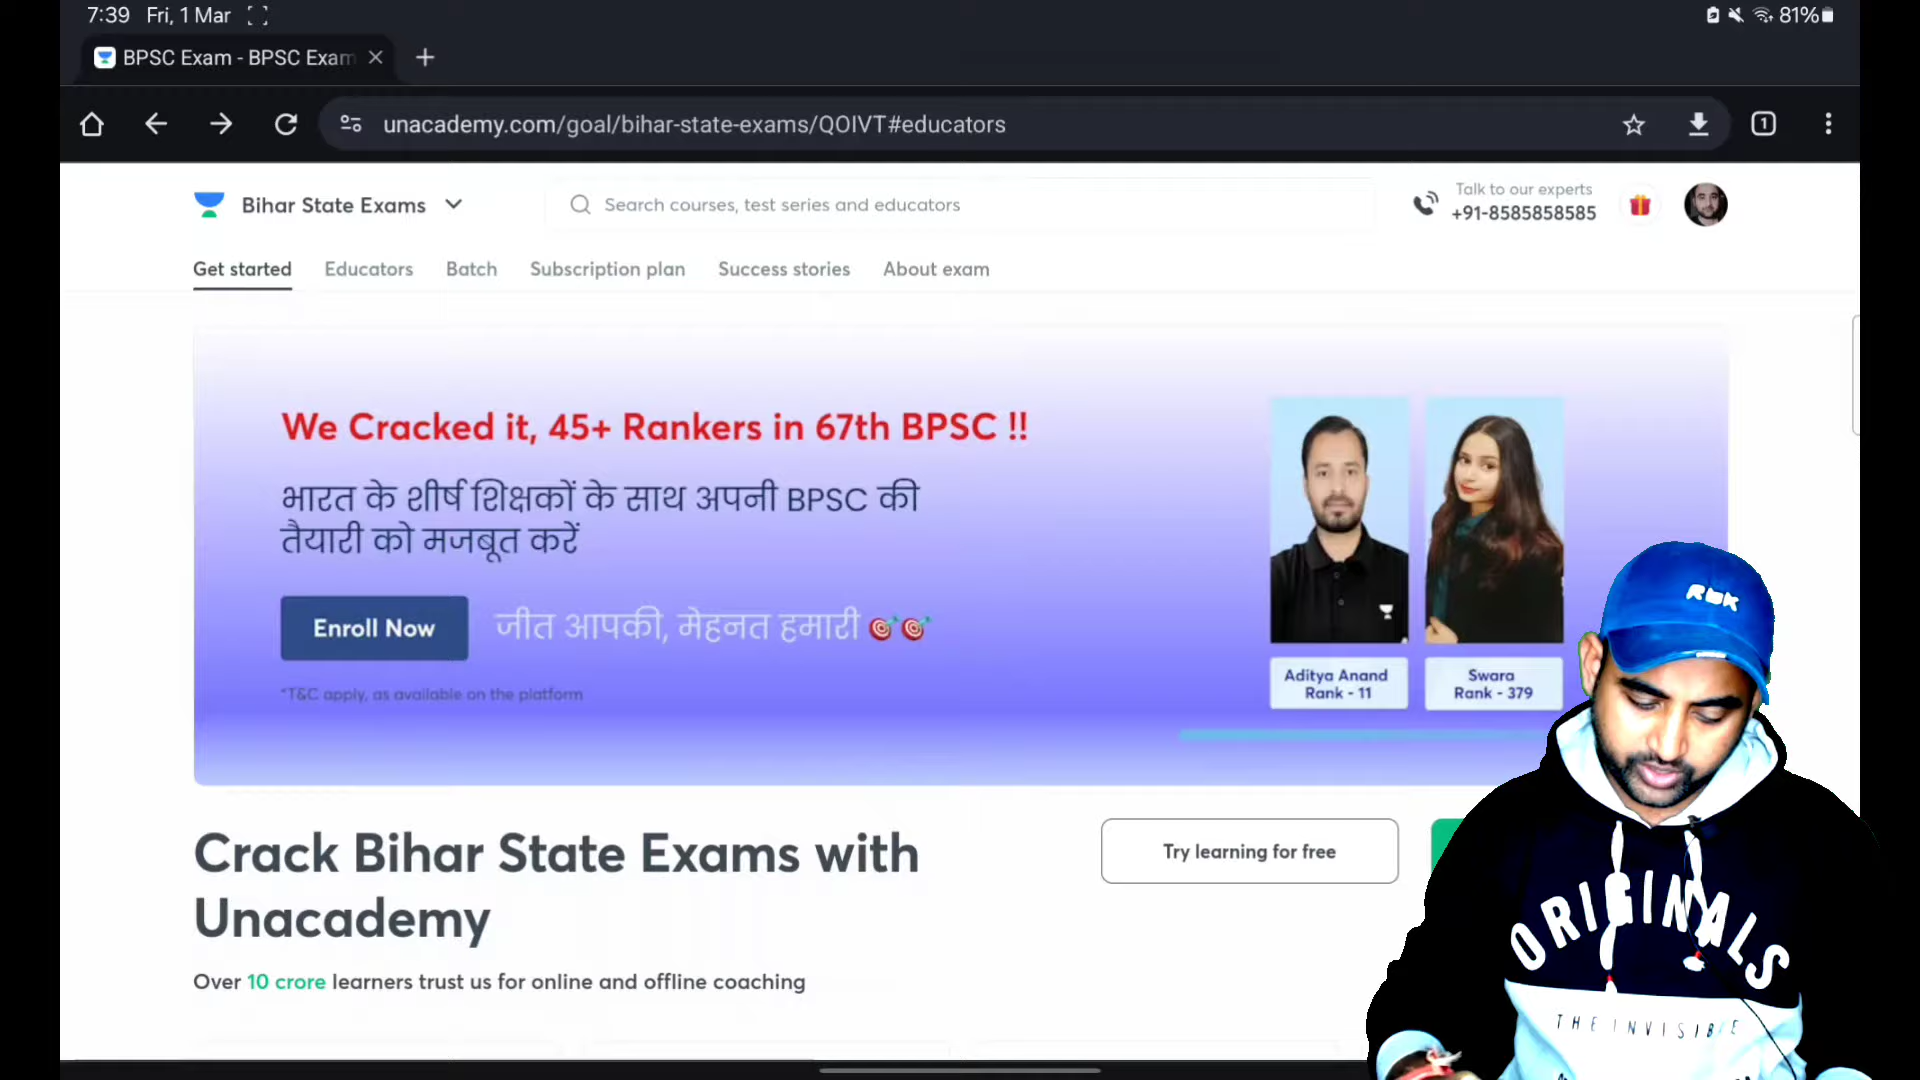 7:39 Fri, 1 Mar
81%
BPSC Exam - BPSC Exam
unacademy.com/goal/bihar-state-exams/QOIVT#educators
1
Bihar State Exams
Search courses, test series and educators
Talk to our experts
+91-8585858585
Get started Educators Batch Subscription plan Success stories About exam
We Cracked it, 45+ Rankers in 67th BPSC !!
भारत के शीर्ष शिक्षकों के साथ अपनी BPSC की
तैयारी को मजबूत करें
Enroll Now
जीत आपकी, मेहनत हमारी
*T&C apply, as available on the platform
Aditya Anand
Rank - 11
Swara
Rank - 379
Crack Bihar State Exams with
Unacademy
Try learning for free
Over 10 crore learners trust us for online and offline coaching
ORIGINALS
THE INVISIBLE